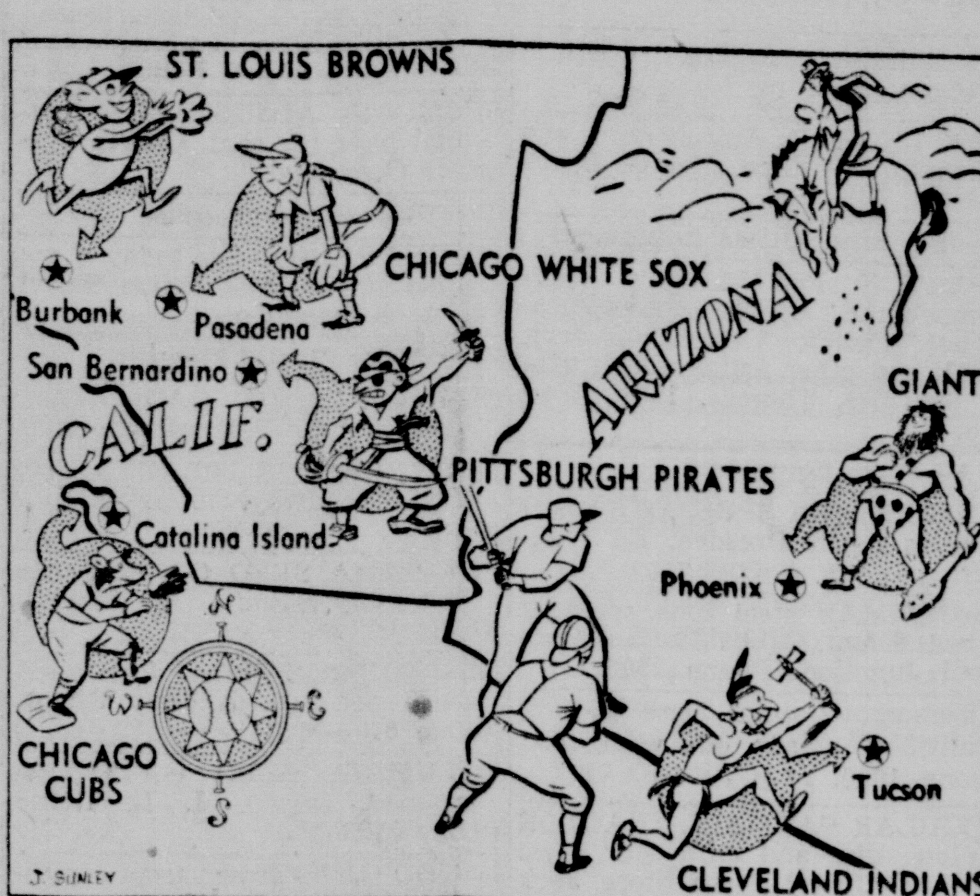 ST. LOUIS BROWNS
Burbank
Pasadena
CHICAGO WHITE SOX
San Bernardino
CALIF.
ARIZONA
GIANT
PITTSBURGH PIRATES
Catalina Island
Phoenix
N
W
E
S
CHICAGO
CUBS
Tucson
CLEVELAND INDIANS
J. SUNLEY